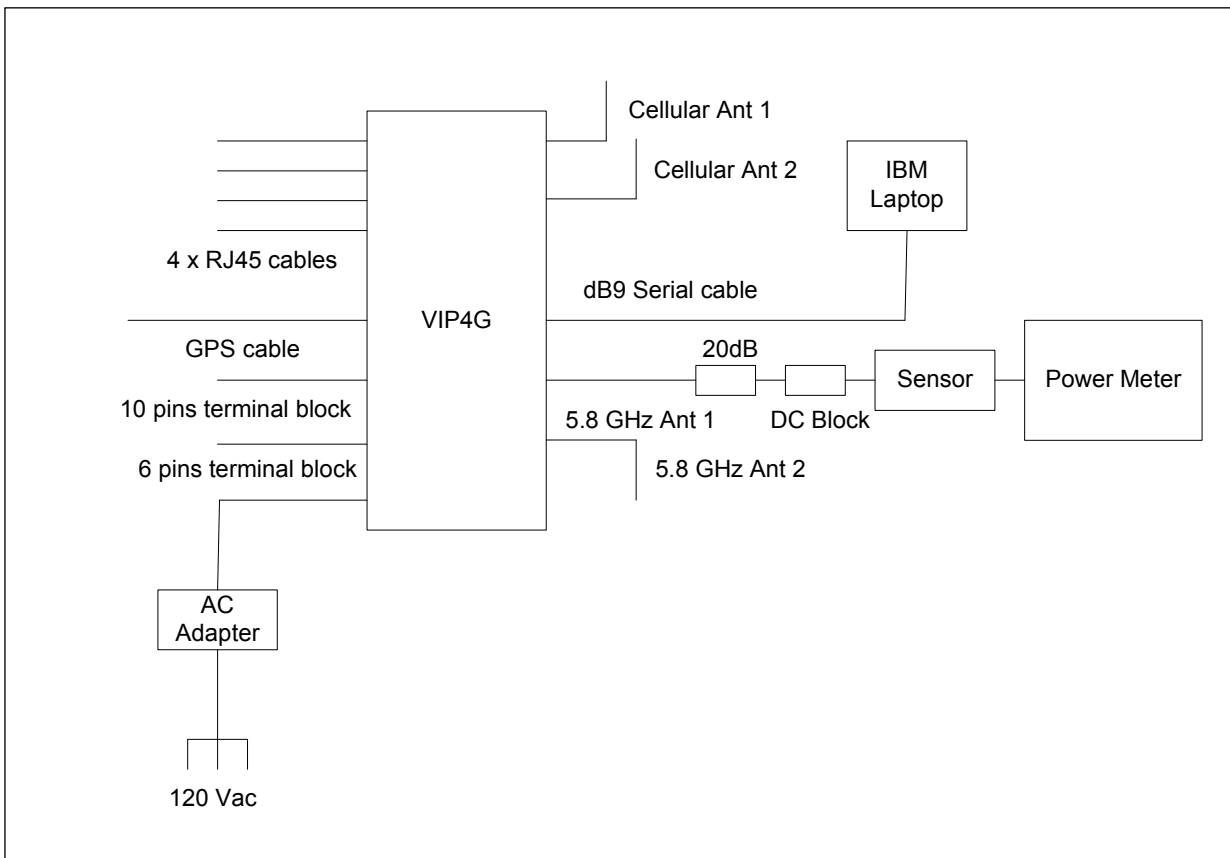 Cellular Ant 1
Cellular Ant 2
IBM
Laptop
4 x RJ45 cables
dB9 Serial cable
VIP4G
GPS cable
20dB
Sensor
Power Meter
10 pins terminal block
5.8 GHz Ant 1
DC Block
6 pins terminal block
5.8 GHz Ant 2
AC
Adapter
120 Vac